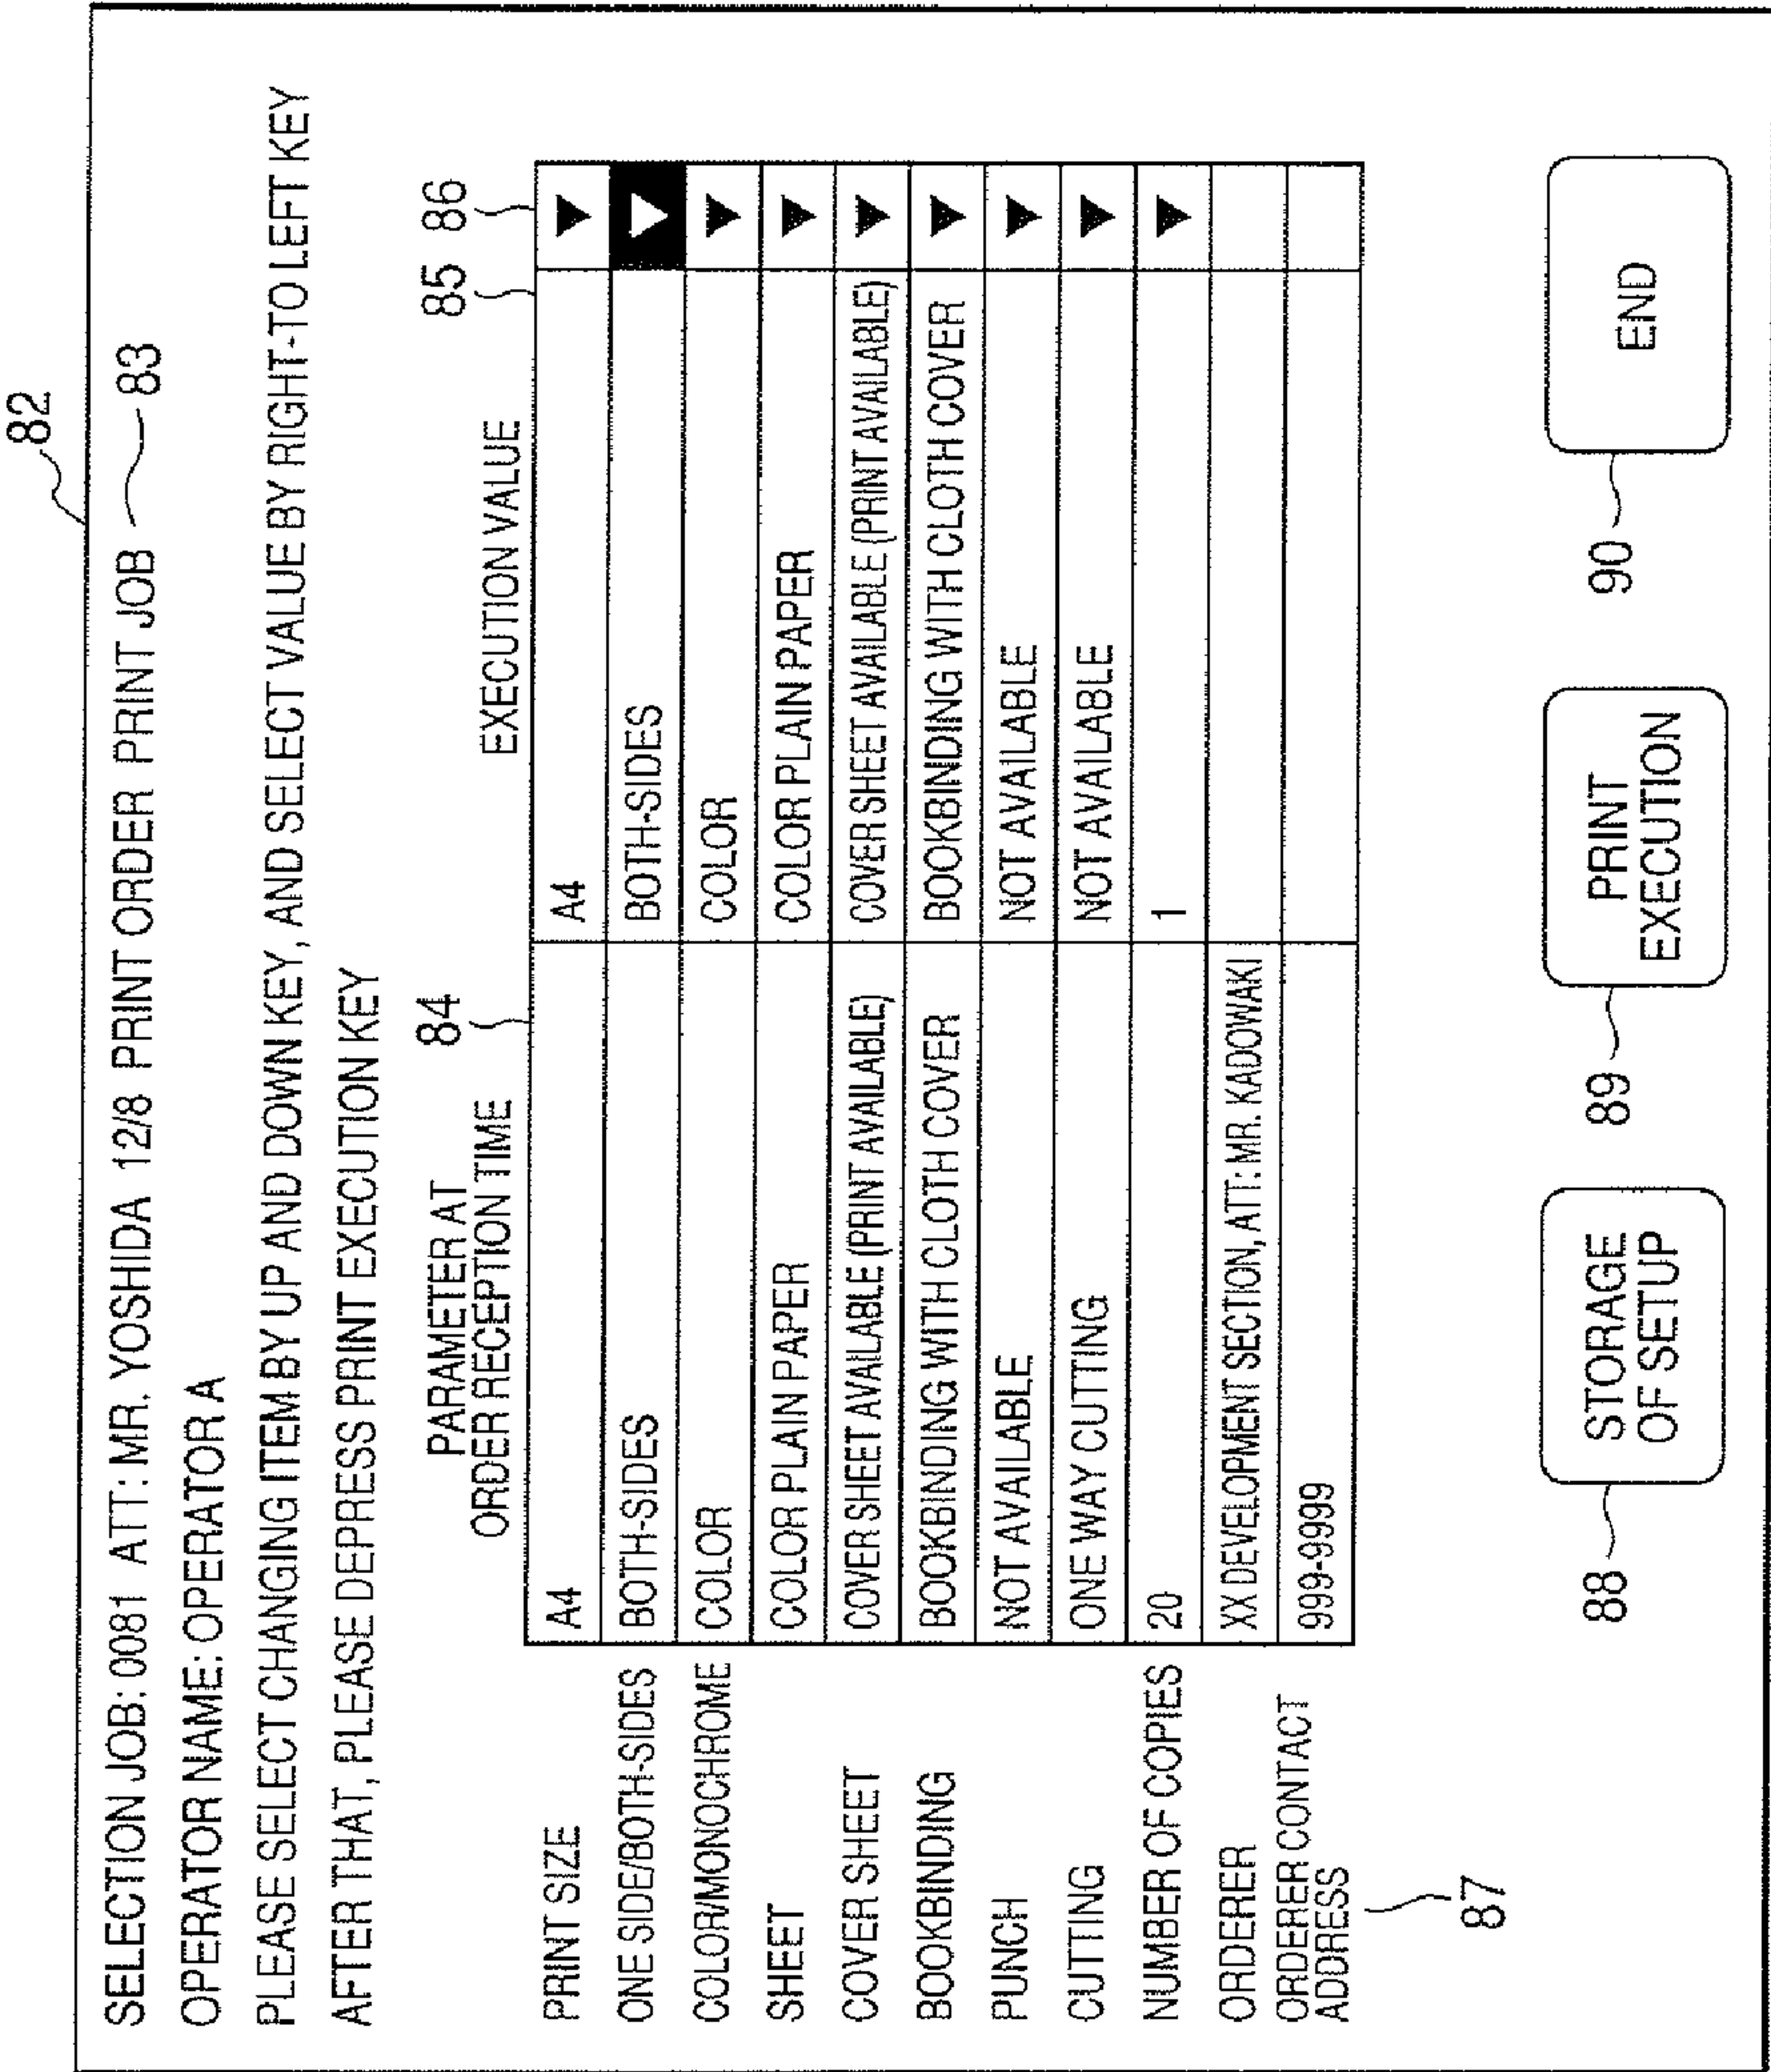 82
SELECTION JOB: 0081 ATT: MR. YOSHIDA 12/8 PRINT ORDER PRINT JOB 83
OPERATOR NAME: OPERATOR A
PLEASE SELECT CHANGING ITEM BY UP AND DOWN KEY, AND SELECT VALUE BY RIGHT-TO LEFT KEY
AFTER THAT, PLEASE DEPRESS PRINT EXECUTION KEY
PARAMETER AT
ORDER RECEPTION TIME
84
EXECUTION VALUE
85 86
PRINT SIZE A4 A4
ONE SIDE/BOTH-SIDES BOTH-SIDES BOTH-SIDES
COLOR/MONOCHROME COLOR COLOR
SHEET COLOR PLAIN PAPER COLOR PLAIN PAPER
COVER SHEET COVER SHEET AVAILABLE (PRINT AVAILABLE) COVER SHEET AVAILABLE (PRINT AVAILABLE)
BOOKBINDING BOOKBINDING WITH CLOTH COVER BOOKBINDING WITH CLOTH COVER
PUNCH NOT AVAILABLE NOT AVAILABLE
CUTTING ONE WAY CUTTING NOT AVAILABLE
NUMBER OF COPIES 20 1
ORDERER XX DEVELOPMENT SECTION, ATT: MR. KADOWAKI
ORDERER CONTACT
ADDRESS 999-9999
87
88 STORAGE
OF SETUP
89 PRINT
EXECUTION
90 END